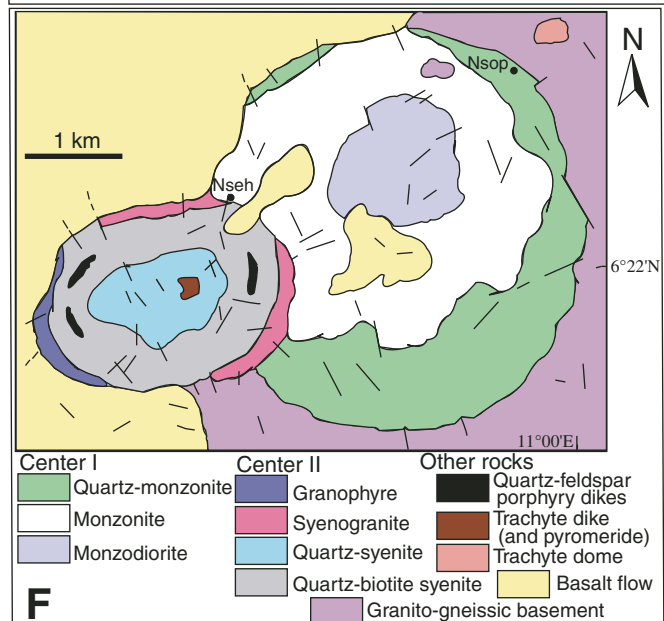 N
Nsop
1 km
Nseh
6°22'N
11°00'E
Center I
Quartz-monzonite
Monzonite
Monzodiorite
Center II
Granophyre
Syenogranite
Quartz-syenite
Quartz-biotite syenite
Other rocks
Quartz-feldspar
porphyry dikes
Trachyte dike
(and pyromeride)
Trachyte dome
Basalt flow
Granito-gneissic basement
F